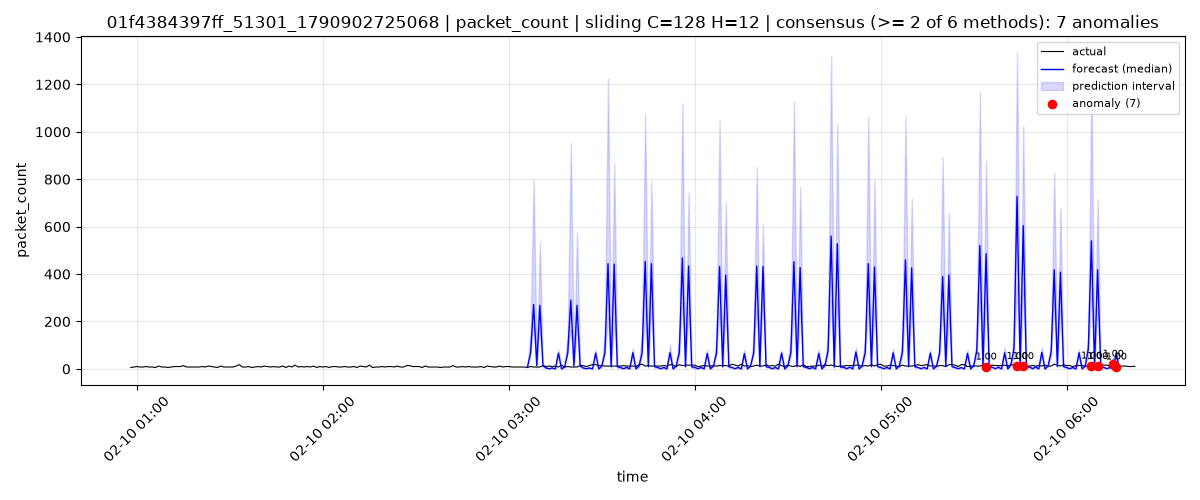 01f4384397ff_51301_1790902725068 | packet_count | sliding C=128 H=12 | consensus (>= 2 of 6 methods): 7 anomalies
packet_count
1400
1200
1000
800
600
400
200
0
actual
forecast (median)
prediction interval
anomaly (7)
1.00
02-10 01:00
02-10 02:00
02-10 03:00
02-10 04:00
02-10 05:00
02-10 06:00
time